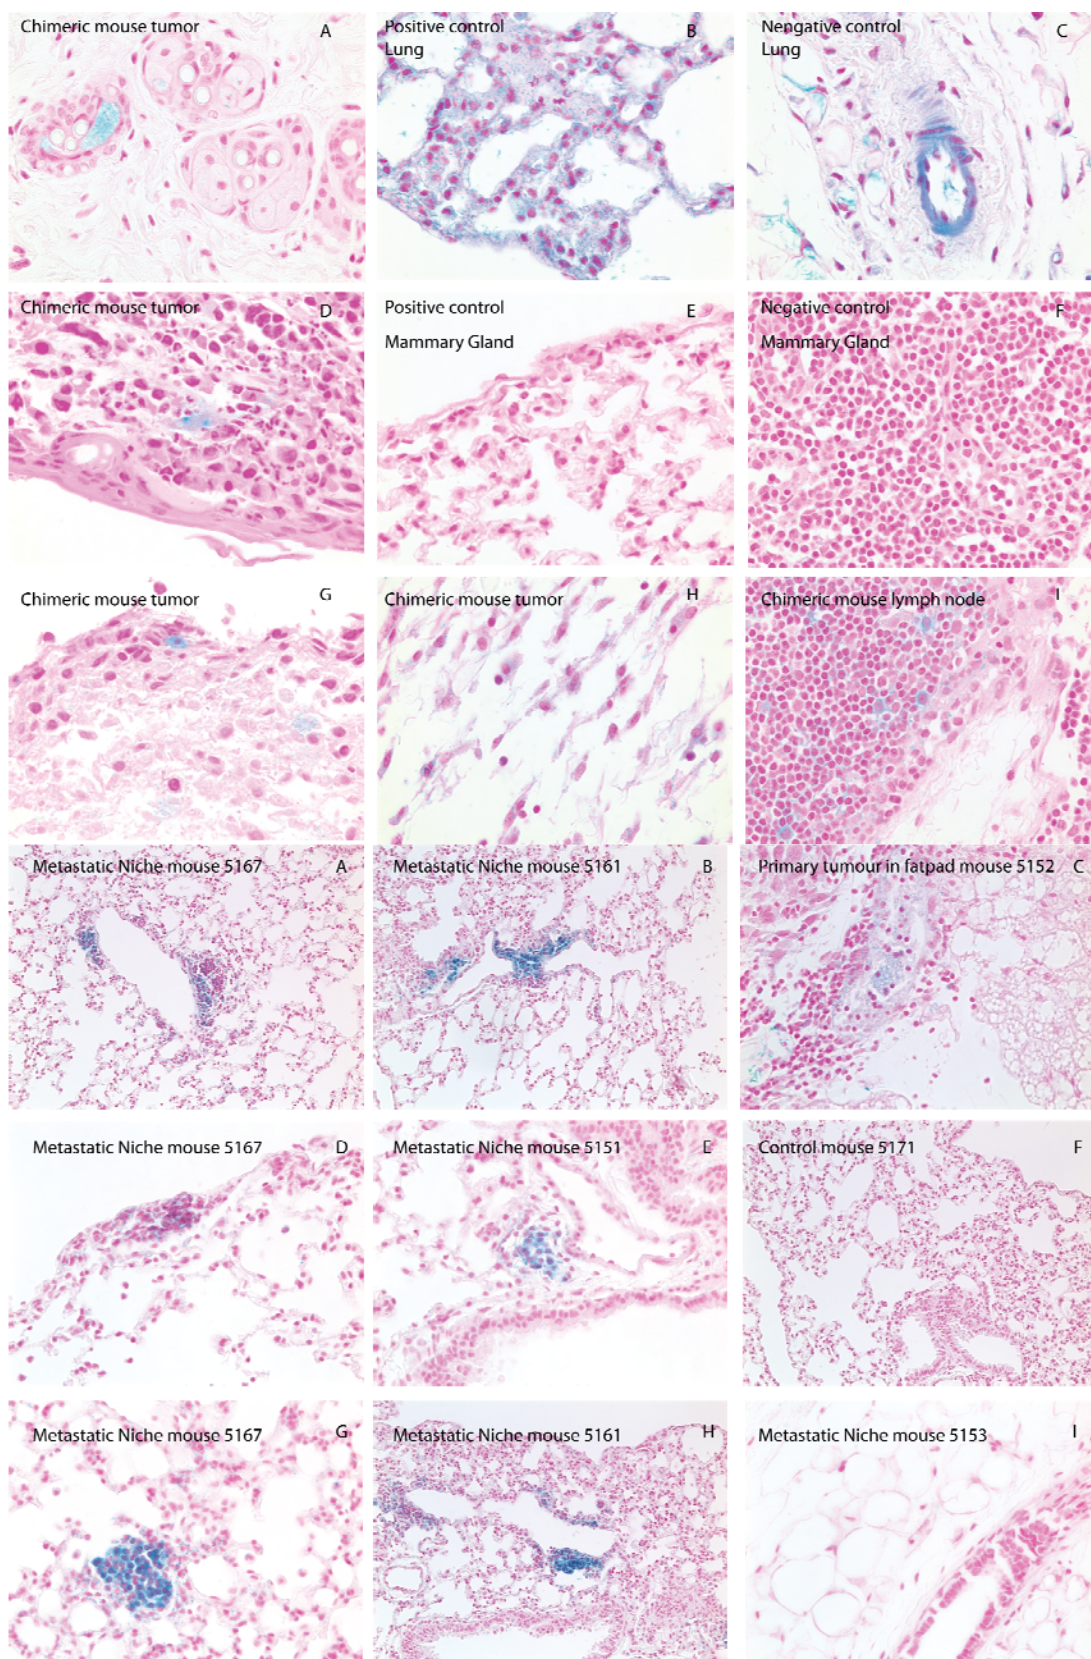 Chimeric mouse tumor A
Positive control B
Lung
Nengative control C
Lung
Chimeric mouse tumor D
Positive control E
Mammary Gland
Negative control F
Mammary Gland
Chimeric mouse tumor G
Chimeric mouse tumor H
Chimeric mouse lymph node I
Metastatic Niche mouse 5167 A
Metastatic Niche mouse 5161 B
Primary tumour in fatpad mouse 5152 C
Metastatic Niche mouse 5167 D
Metastatic Niche mouse 5151 E
Control mouse 5171 F
Metastatic Niche mouse 5167 G
Metastatic Niche mouse 5161 H
Metastatic Niche mouse 5153 I